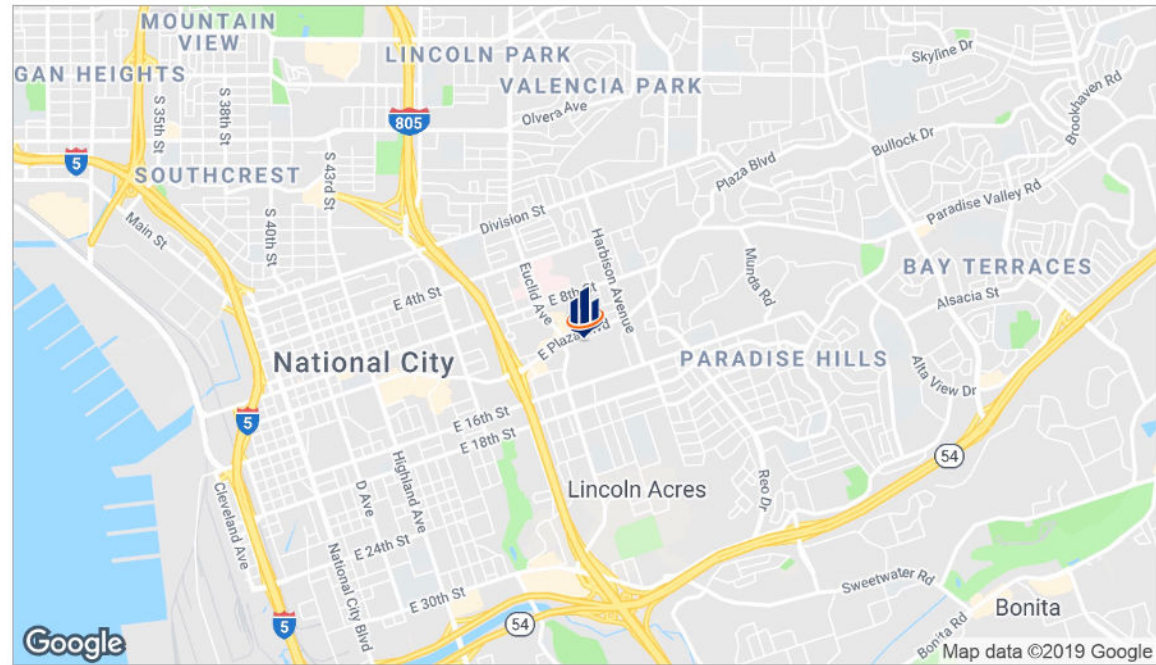 MOUNTAIN
VIEW
LINCOLN PARK
Skyline Dr
GAN HEIGHTS
VALENCIA PARK
Brookhaven Rd
S 35th St
S 38th St
805
Olvera Ave
Bullock Dr
5
SOUTHCREST
S 43rd St
Plaza Blvd
Paradise Valley Rd
Main St
S 40th St
Division St
Harbison Avenue
Munda Rd
BAY TERRACES
Euclid Ave
E 8th St
E 4th St
Alsacia St
E Plaza Blvd
National City
PARADISE HILLS
Alta View Dr
5
E 16th St
E 18th St
54
Highland Ave
D Ave
Lincoln Acres
Reo Dr
Cleveland Ave
E 24th St
National City Blvd
Sweetwater Rd
E 30th St
5
54
Bonita
Bonita Rd
Google
Map data ©2019 Google